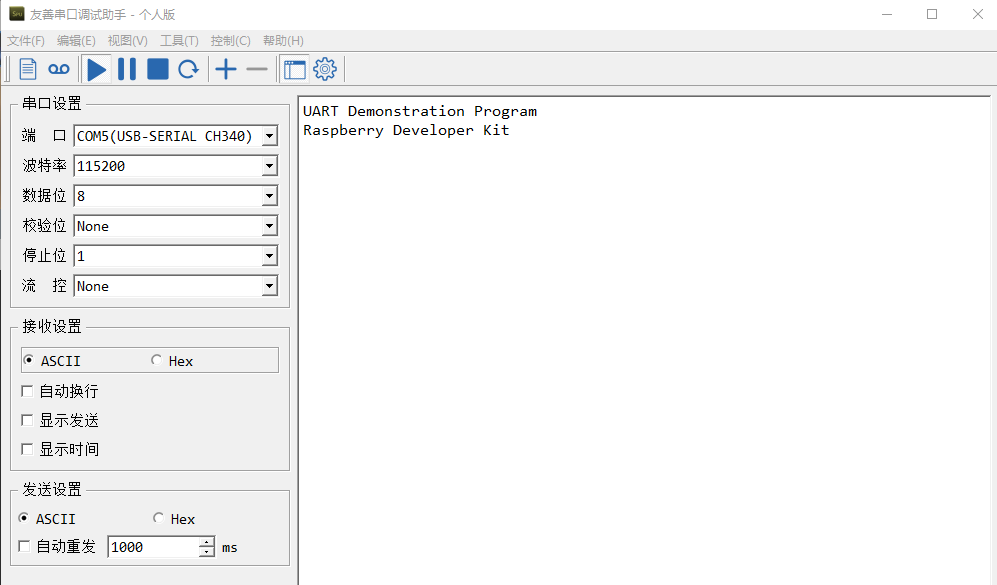 友善串口调试助手 - 个人版
文件(F) 编辑(E) 视图(V) 工具(T) 控制(C) 帮助(H)
串口设置
端 口 COM5(USB-SERIAL CH340)
波特率 115200
数据位 8
校验位 None
停止位 1
流 控 None
接收设置
ASCII Hex
自动换行
显示发送
显示时间
发送设置
ASCII Hex
自动重发 1000 ms
UART Demonstration Program
Raspberry Developer Kit